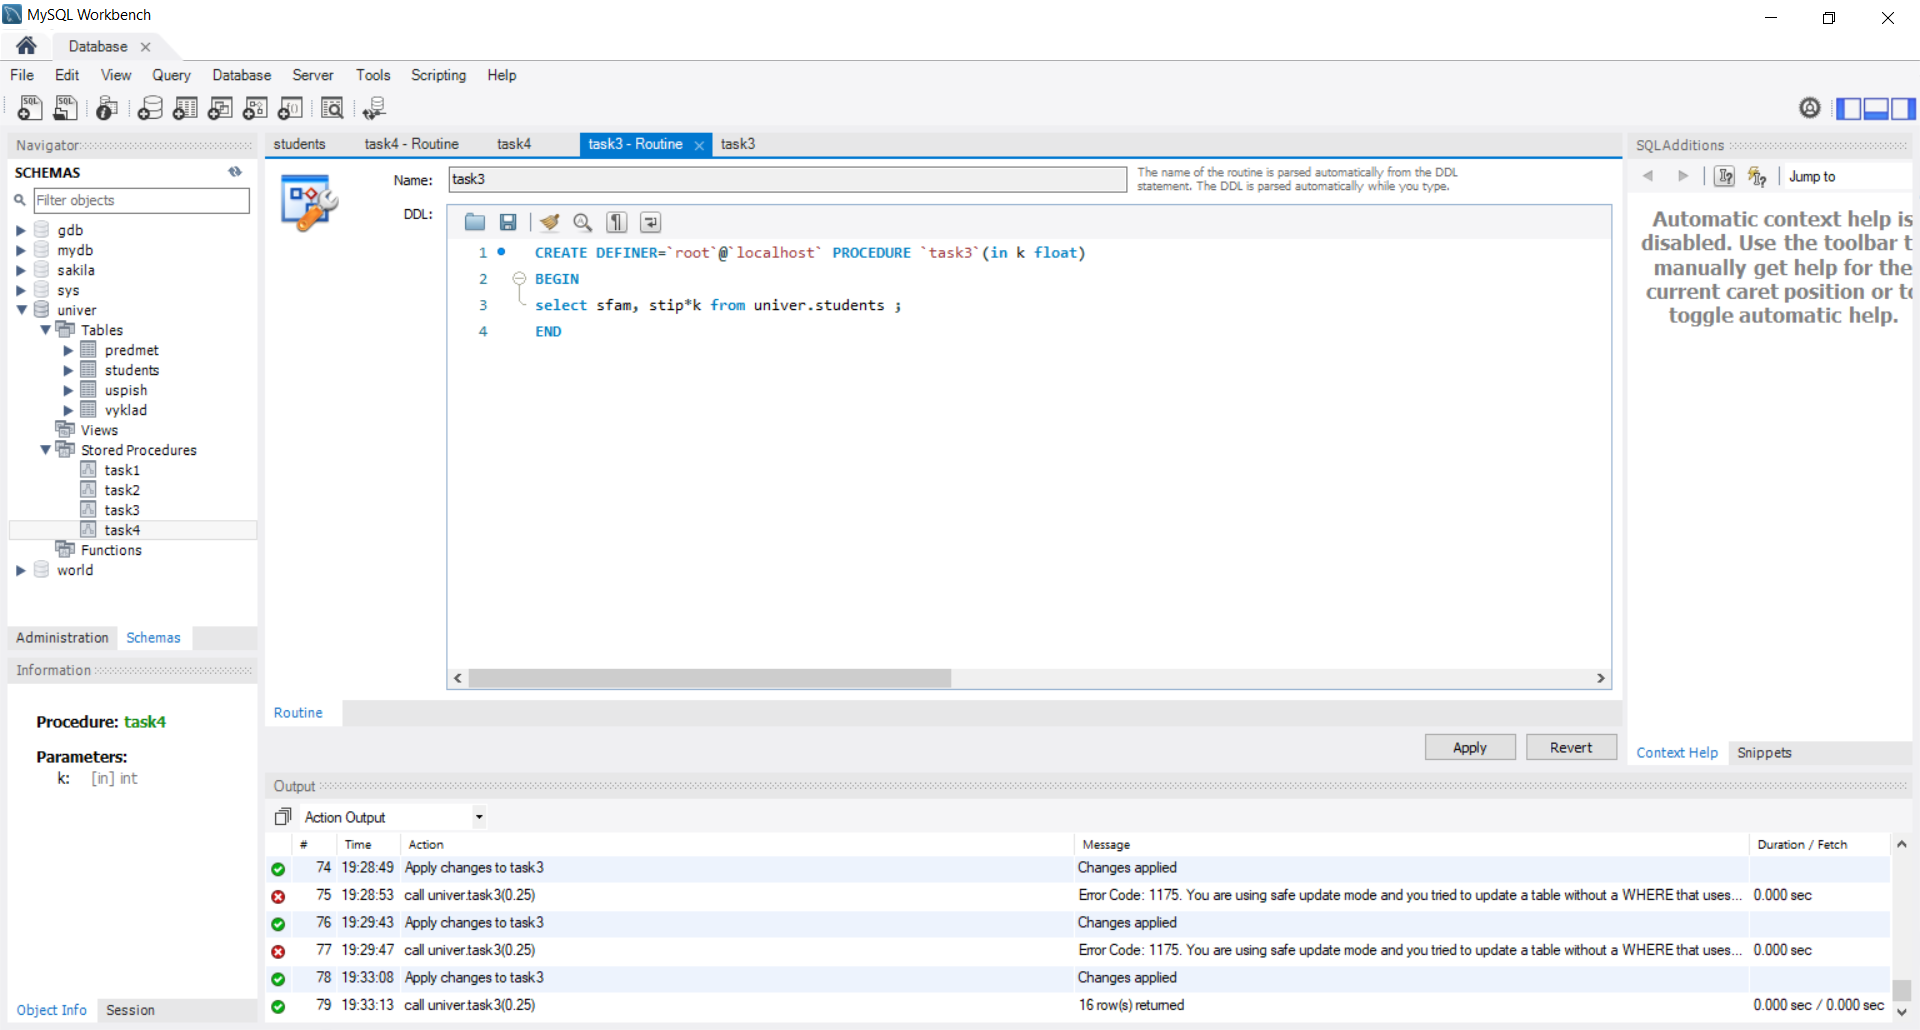 MySQL Workbench
Database
File Edit View Query Database Server Tools Scripting Help
Navigator
SCHEMAS
Filter objects
gdb
mydb
sakila
sys
univer
Tables
predmet
students
uspish
vyklad
Views
Stored Procedures
task1
task2
task3
task4
Functions
world
Administration Schemas
Information
Procedure: task4
Parameters:
k: [in] int
Object Info Session
students task4 - Routine task4 task3 - Routine task3
Name: task3
The name of the routine is parsed automatically from the DDL
statement. The DDL is parsed automatically while you type.
DDL:
1 CREATE DEFINER=`root`@`localhost` PROCEDURE `task3`(in k float)
2 BEGIN
3 select sfam, stip*k from univer.students ;
4 END
Routine
Apply Revert
SQLAdditions
Jump to
Automatic context help is
disabled. Use the toolbar t
manually get help for the
current caret position or to
toggle automatic help.
Context Help Snippets
Output
Action Output
# Time Action Message Duration / Fetch
74 19:28:49 Apply changes to task3 Changes applied
75 19:28:53 call univer.task3(0.25) Error Code: 1175. You are using safe update mode and you tried to update a table without a WHERE that uses... 0.000 sec
76 19:29:43 Apply changes to task3 Changes applied
77 19:29:47 call univer.task3(0.25) Error Code: 1175. You are using safe update mode and you tried to update a table without a WHERE that uses... 0.000 sec
78 19:33:08 Apply changes to task3 Changes applied
79 19:33:13 call univer.task3(0.25) 16 row(s) returned 0.000 sec / 0.000 sec